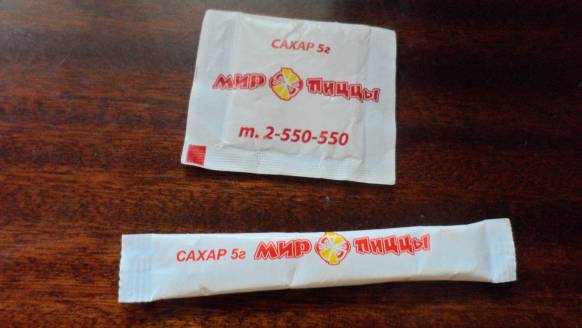 САХАР 5г
МИР ПИЦЦЫ
т. 2-550-550
САХАР 5г МИР ПИЦЦЫ